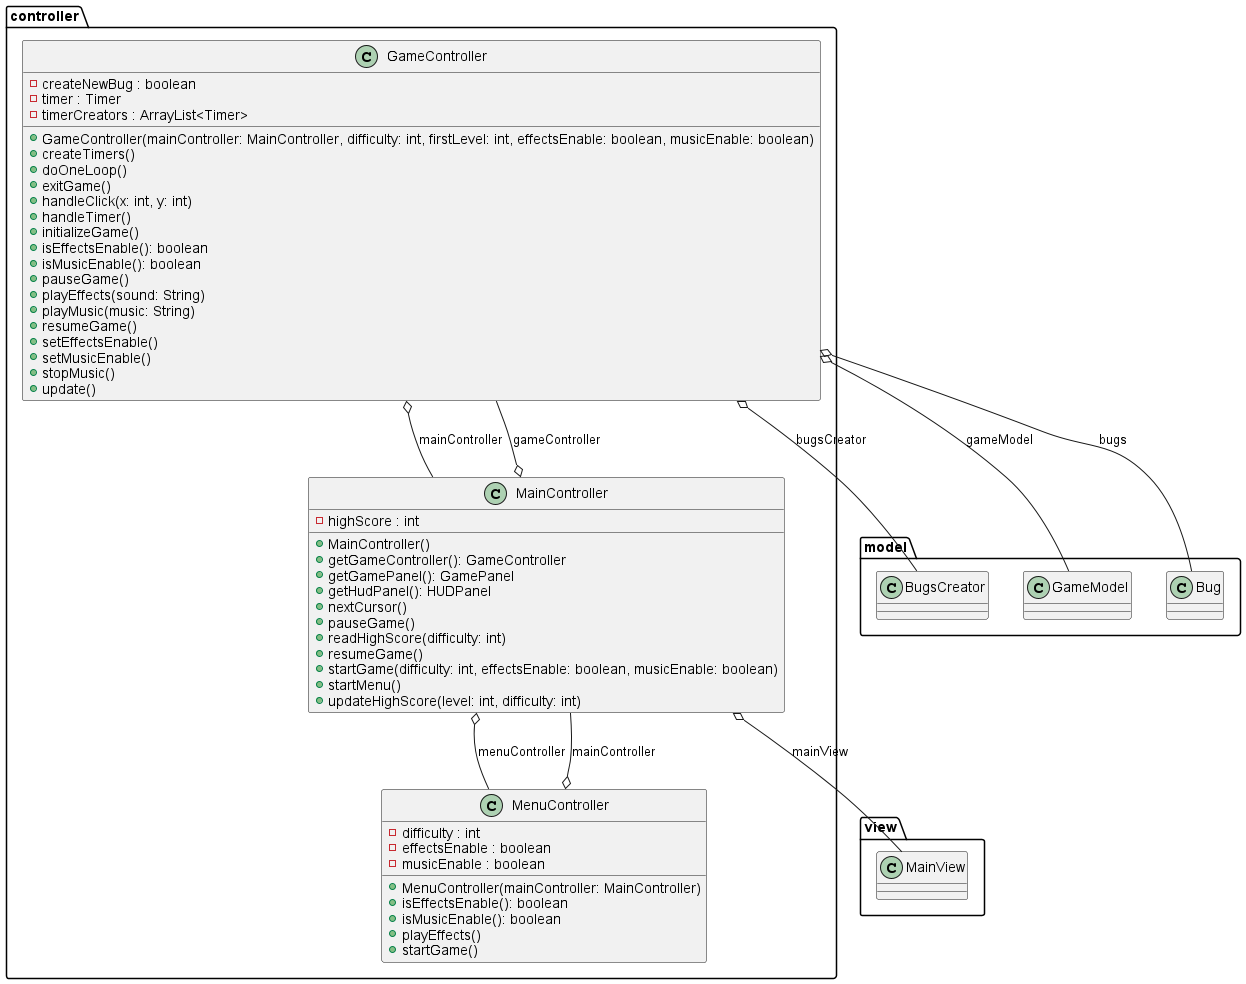 controller
C GameController
createNewBug : boolean
timer : Timer
timerCreators : ArrayList<Timer>
GameController(mainController: MainController, difficulty: int, firstLevel: int, effectsEnable: boolean, musicEnable: boolean)
createTimers()
doOneLoop()
exitGame()
handleClick(x: int, y: int)
handleTimer()
initializeGame()
isEffectsEnable(): boolean
isMusicEnable(): boolean
pauseGame()
playEffects(sound: String)
playMusic(music: String)
resumeGame()
setEffectsEnable()
setMusicEnable()
stopMusic()
update()
mainController gameController bugsCreator gameModel bugs
C MainController
highScore : int
MainController()
getGameController(): GameController
getGamePanel(): GamePanel
getHudPanel(): HUDPanel
nextCursor()
pauseGame()
readHighScore(difficulty: int)
resumeGame()
startGame(difficulty: int, effectsEnable: boolean, musicEnable: boolean)
startMenu()
updateHighScore(level: int, difficulty: int)
model
C BugsCreator C GameModel C Bug
menuController mainController mainView
C MenuController
difficulty : int
effectsEnable : boolean
musicEnable : boolean
MenuController(mainController: MainController)
isEffectsEnable(): boolean
isMusicEnable(): boolean
playEffects()
startGame()
view
C MainView